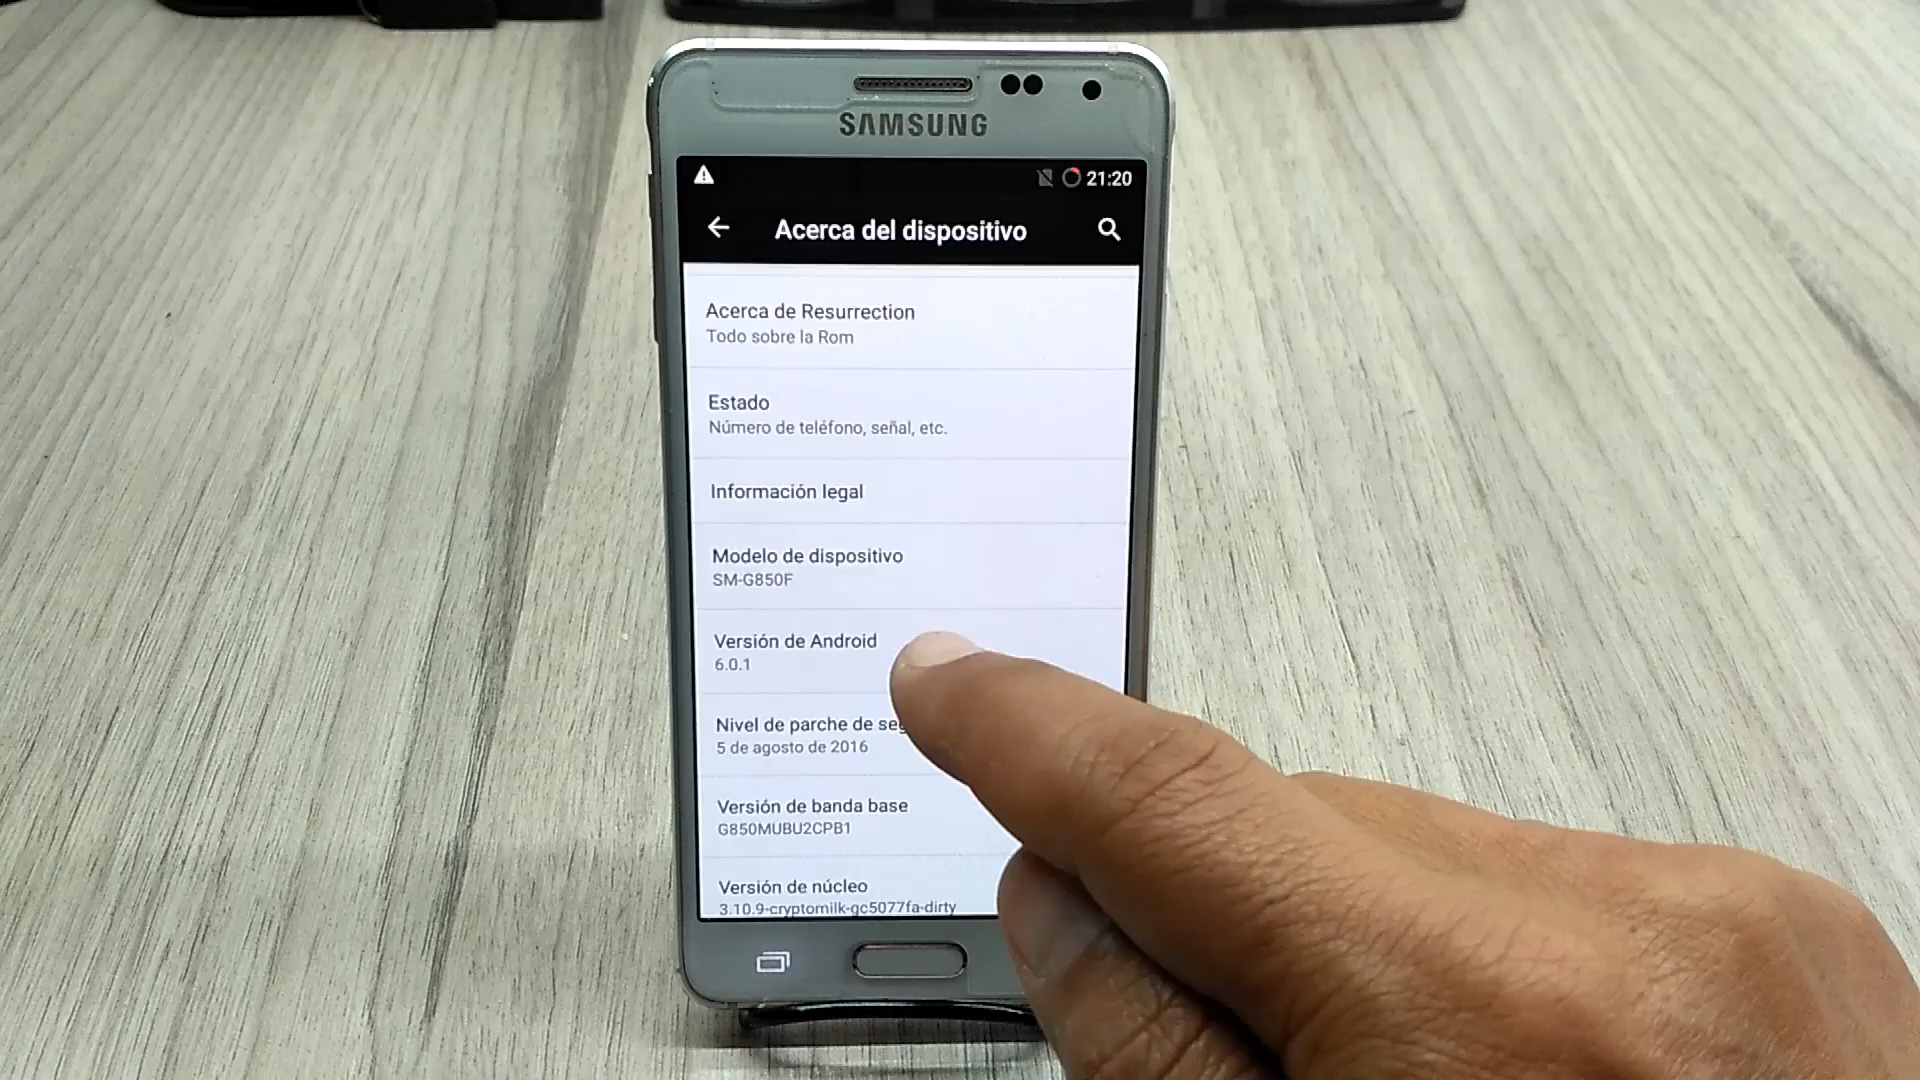 SAMSUNG
21:20
Acerca del dispositivo
Acerca de Resurrection
Todo sobre la Rom
Estado
Número de teléfono, señal, etc.
Información legal
Modelo de dispositivo
SM-G850F
Versión de Android
6.0.1
Nivel de parche de seg
5 de agosto de 2016
Versión de banda base
G850MUBU2CPB1
Versión de núcleo
3.10.9-cryptomilk-gc5077fa-dirty